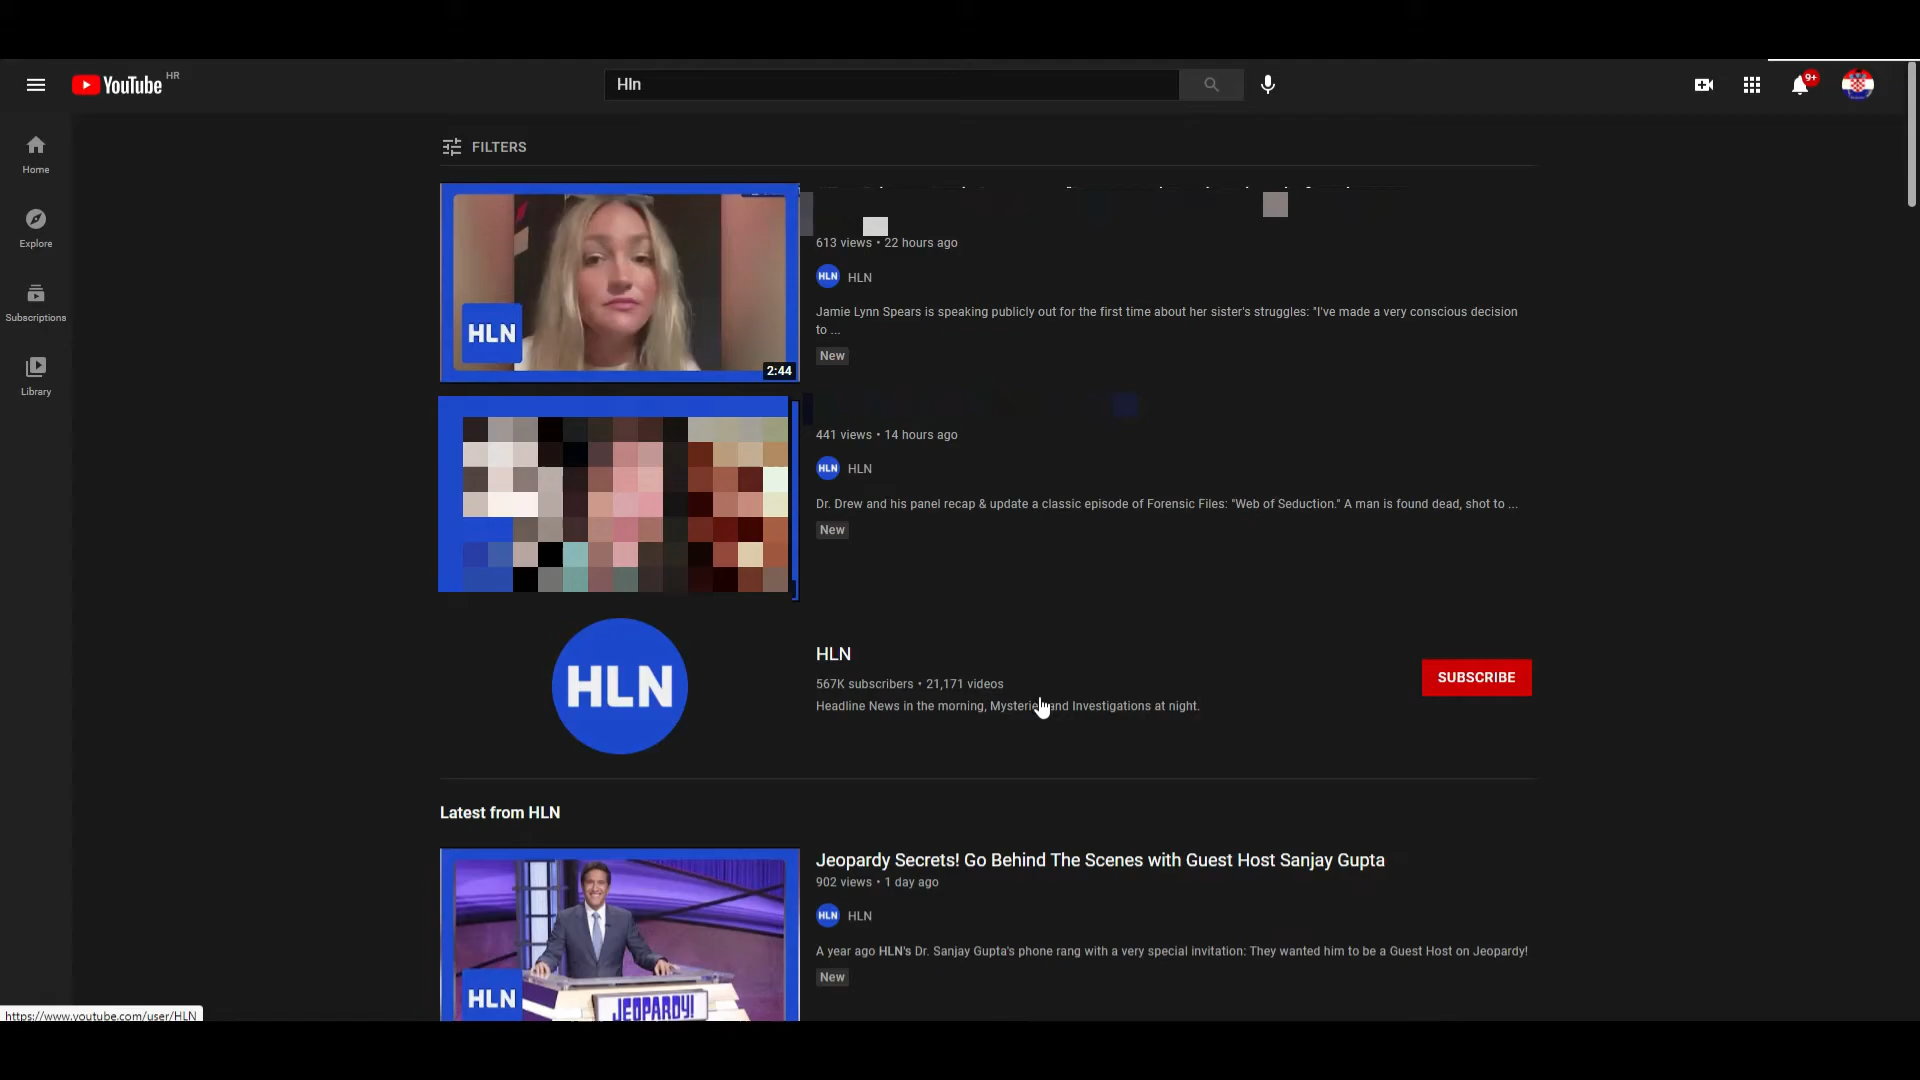 YouTube HR
Hln
9+
Home
Explore
Subscriptions
Library
FILTERS
HLN
2:44
613 views • 22 hours ago
HLN HLN
Jamie Lynn Spears is speaking publicly out for the first time about her sister's struggles: "I've made a very conscious decision
to ...
New
441 views • 14 hours ago
HLN HLN
Dr. Drew and his panel recap & update a classic episode of Forensic Files: "Web of Seduction." A man is found dead, shot to ...
New
HLN
HLN
567K subscribers • 21,171 videos
Headline News in the morning, Mysteries and Investigations at night.
SUBSCRIBE
Latest from HLN
HLN
JEOPARDY!
Jeopardy Secrets! Go Behind The Scenes with Guest Host Sanjay Gupta
902 views • 1 day ago
HLN HLN
A year ago HLN's Dr. Sanjay Gupta's phone rang with a very special invitation: They wanted him to be a Guest Host on Jeopardy!
New
https://www.youtube.com/user/HLN